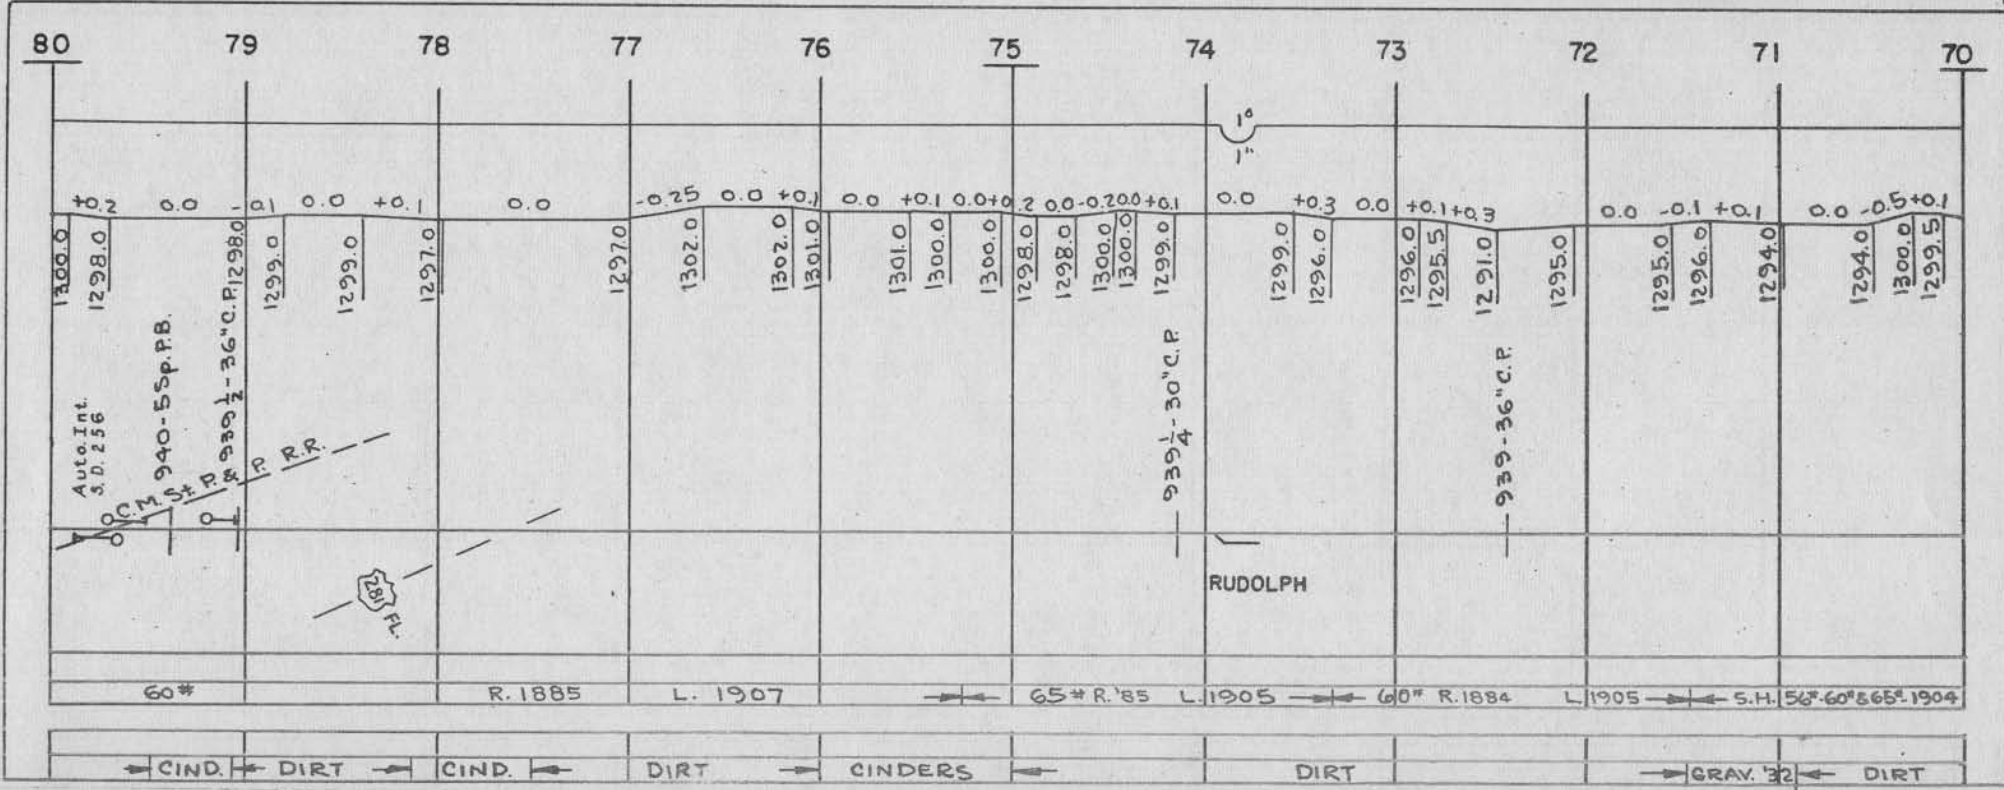 80 79 78 77 76 75 74 73 72 71 70
1°
1"
+0.2 0.0 -0.1 0.0 +0.1 0.0 -0.25 0.0 +0.1 0.0 +0.1 0.0 +0.2 0.0 -0.2 0.0 +0.1 0.0 +0.3 0.0 +0.1 +0.3 0.0 -0.1 +0.1 0.0 -0.5 +0.1
1300.0 1298.0 1298.0 1299.0 1299.0 1297.0 1297.0 1302.0 1302.0 1301.0 1301.0 1300.0 1300.0 1298.0 1298.0 1300.0 1300.0 1299.0 1299.0 1296.0 1296.0 1295.5 1291.0 1295.0 1295.0 1296.0 1294.0 1294.0 1300.0 1299.5
Auto. Int.
S.D. 256
940-5 Sp. P.B.
939½-36"C.P.
939¼-30"C.P.
939-36"C.P.
C.M. St. P. & P. R.R.
281 FL.
RUDOLPH
60# R.1885 L. 1907 65# R.'85 L.1905 60# R.1884 L.1905 S.H. 56#-60#&65#-1904
CIND. DIRT CIND. DIRT CINDERS DIRT GRAV. '32 DIRT